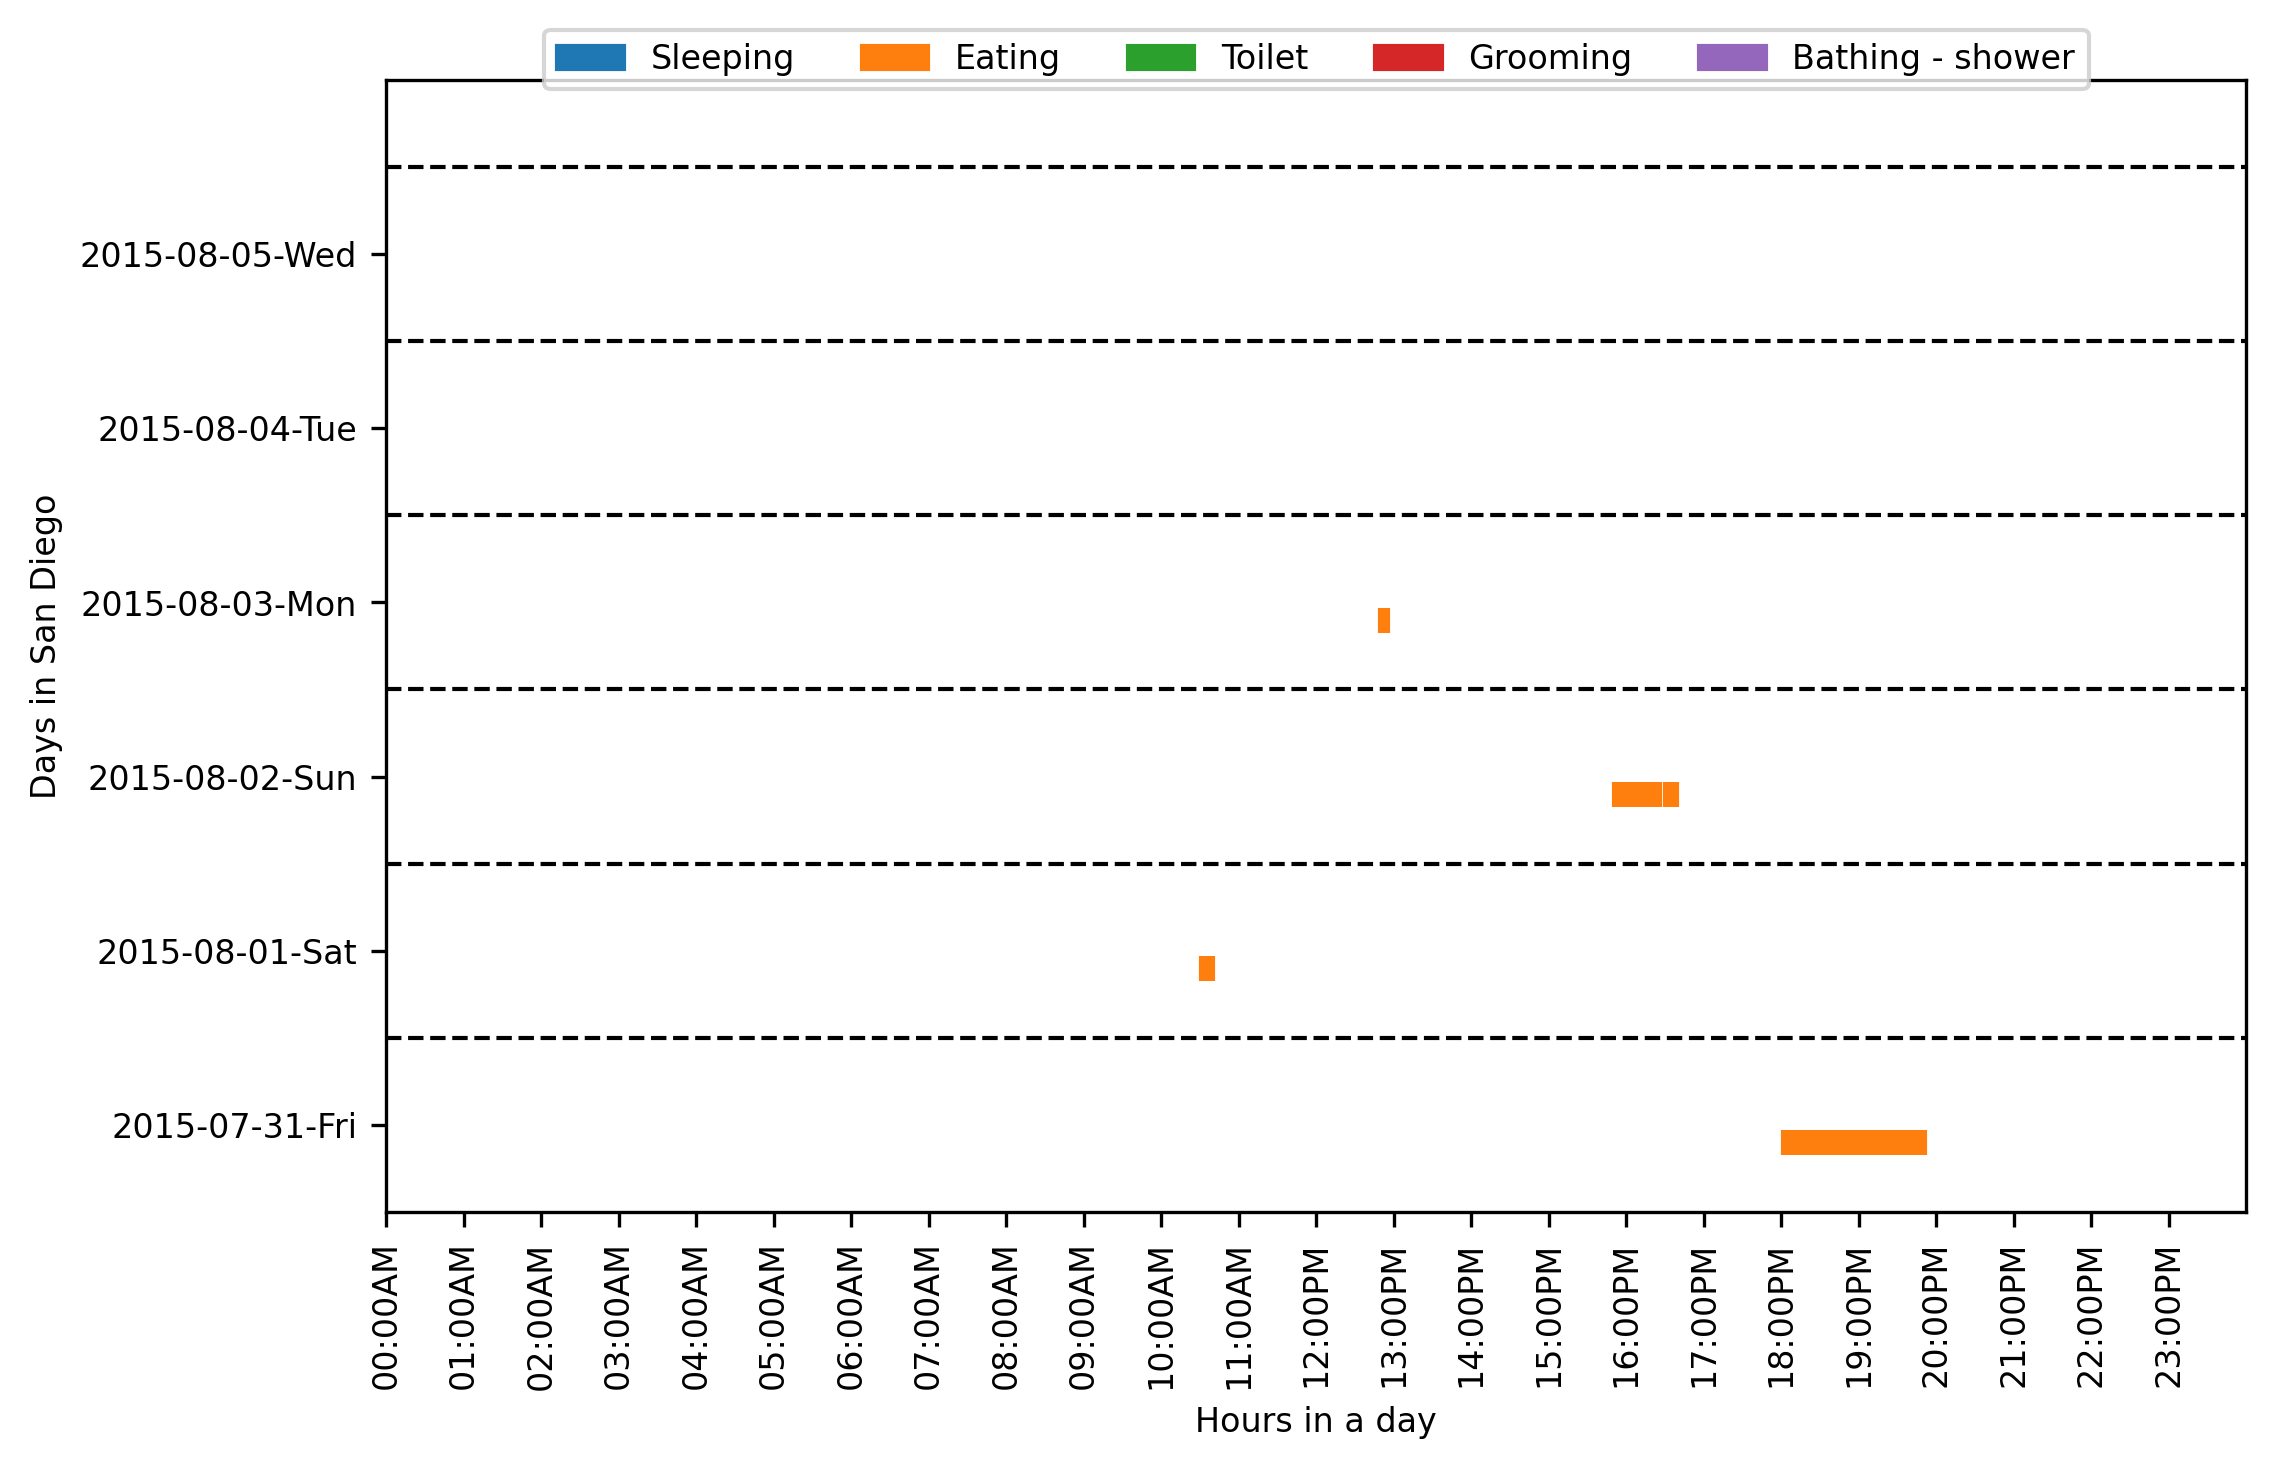 Sleeping Eating Toilet Grooming Bathing - shower
Days in San Diego
2015-08-05-Wed
2015-08-04-Tue
2015-08-03-Mon
2015-08-02-Sun
2015-08-01-Sat
2015-07-31-Fri
00:00AM
01:00AM
02:00AM
03:00AM
04:00AM
05:00AM
06:00AM
07:00AM
08:00AM
09:00AM
10:00AM
11:00AM
12:00PM
13:00PM
14:00PM
15:00PM
16:00PM
17:00PM
18:00PM
19:00PM
20:00PM
21:00PM
22:00PM
23:00PM
Hours in a day